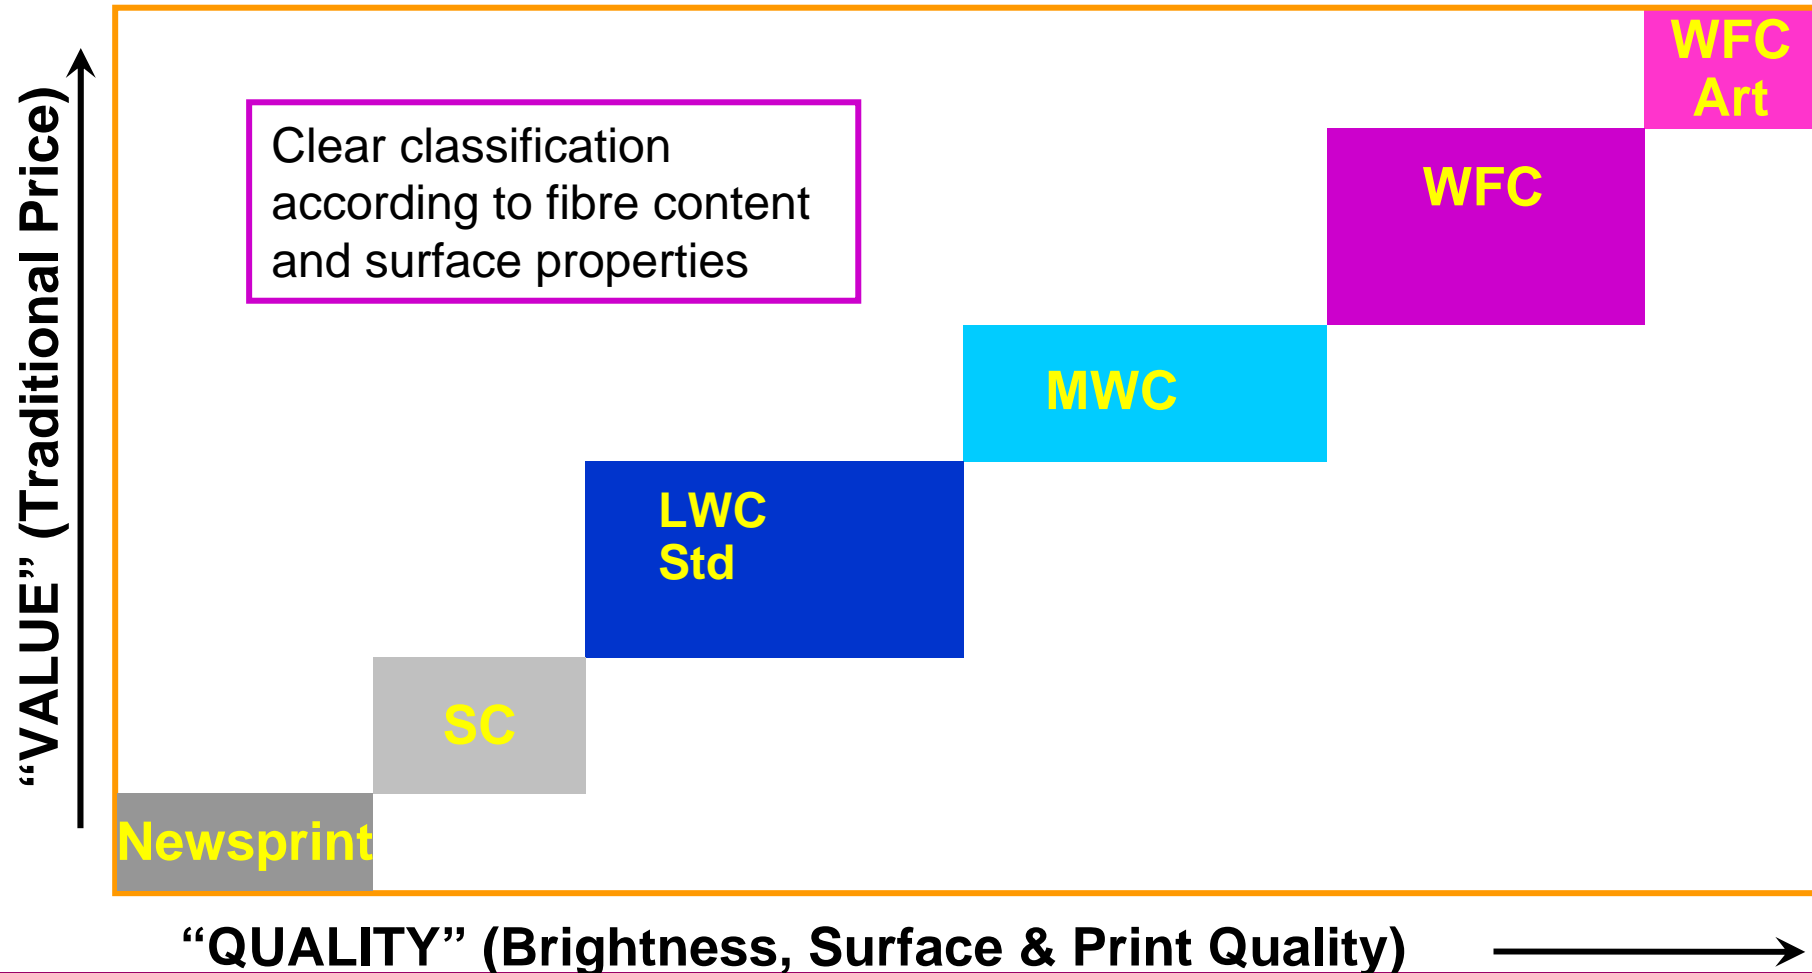 WFC
Art
Clear classification
according to fibre content
and surface properties
WFC
MWC
LWC
Std
SC
Newsprint
“VALUE” (Traditional Price)
“QUALITY” (Brightness, Surface & Print Quality)